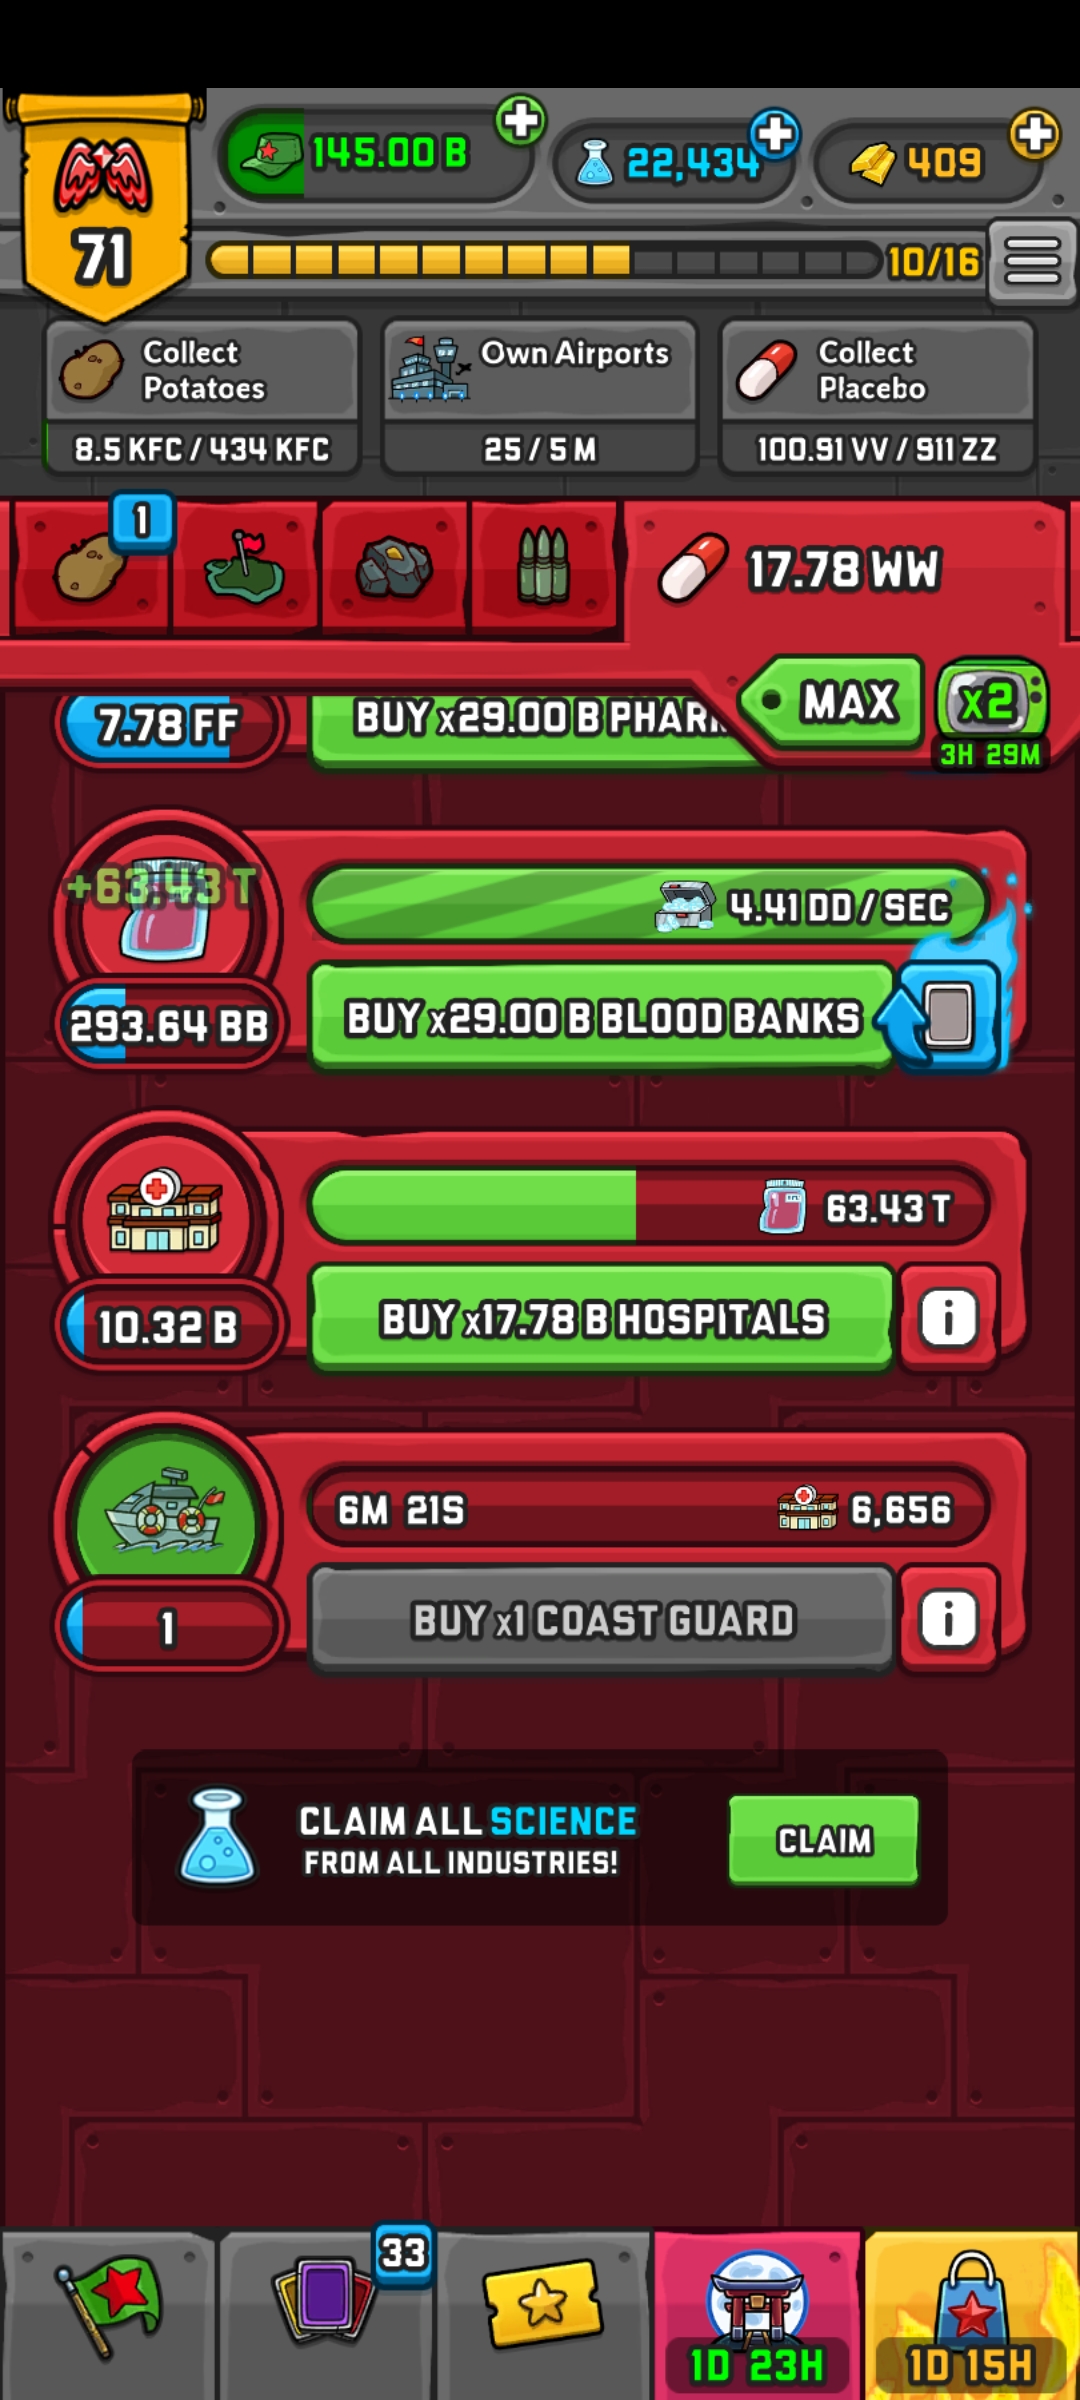 145.00 B
22,434
409
71
10/16
Collect
Potatoes
8.5 KFC / 434 KFC
Own Airports
25 / 5 M
Collect
Placebo
100.91 VV / 911 ZZ
1
17.78 WW
MAX
x2
3H 29M
7.78 FF
BUY x29.00 B
+63.43 T
4.41 DD / SEC
293.64 BB
BUY x29.00 B BLOOD BANKS
63.43 T
10.32 B
BUY x17.78 B HOSPITALS
i
6M 21S
6,656
1
BUY x1 COAST GUARD
i
CLAIM ALL SCIENCE
FROM ALL INDUSTRIES!
CLAIM
33
1D 23H
1D 15H